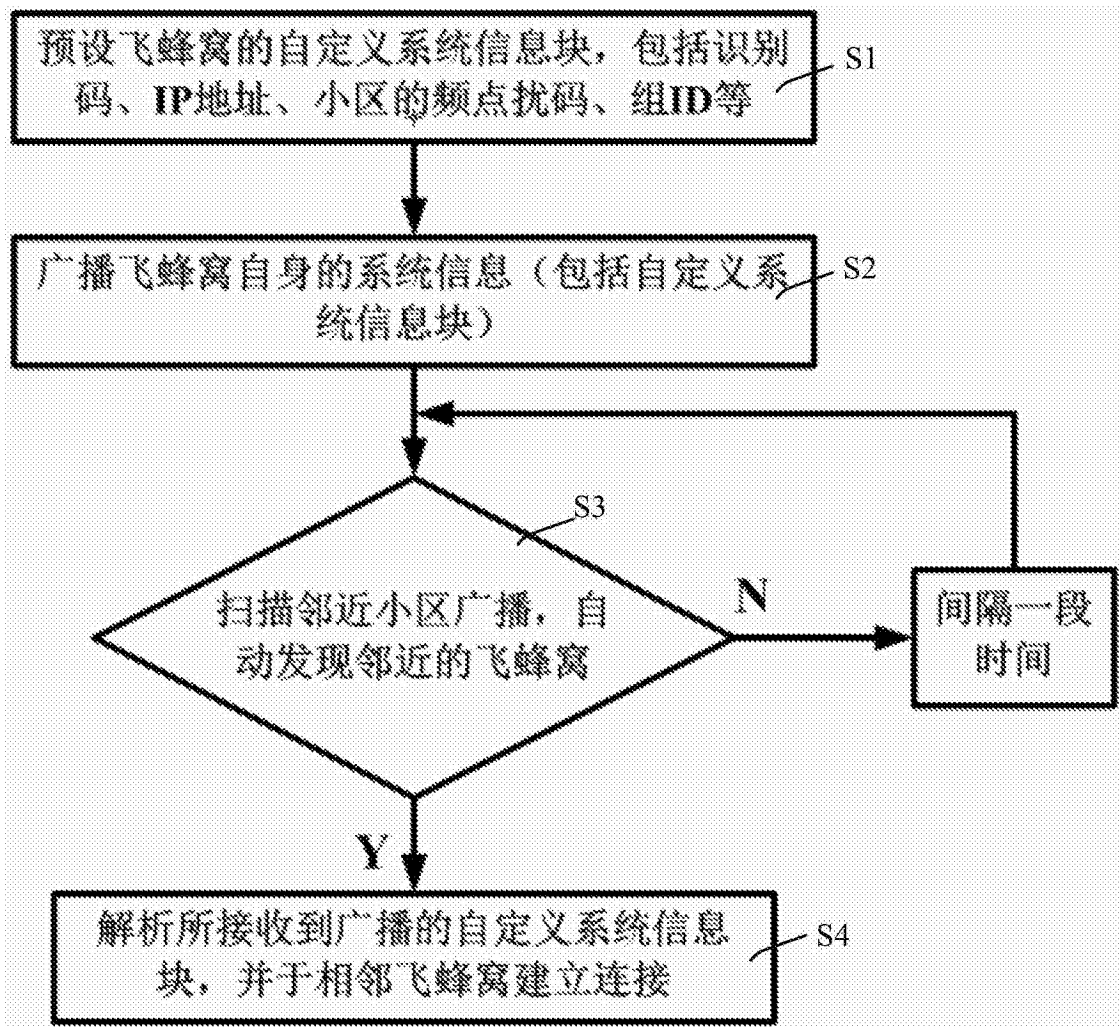 预设飞蜂窝的自定义系统信息块，包括识别
码、IP地址、小区的频点扰码、组ID等
S1
广播飞蜂窝自身的系统信息（包括自定义系
统信息块）
S2
S3
扫描邻近小区广播，自
动发现邻近的飞蜂窝
N
间隔一段
时间
Y
解析所接收到广播的自定义系统信息
块，并于相邻飞蜂窝建立连接
S4